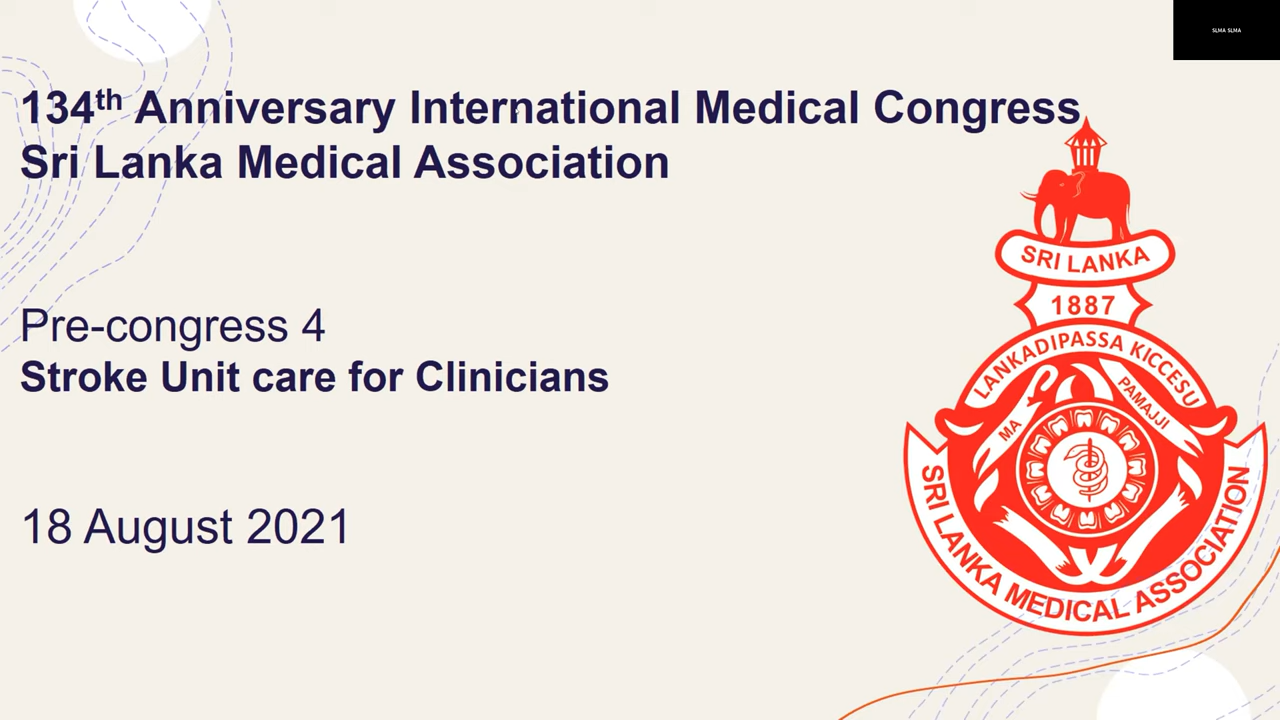 SLMA SLMA
134th Anniversary International Medical Congress
Sri Lanka Medical Association
Pre-congress 4
Stroke Unit care for Clinicians
18 August 2021
SRI LANKA
1887
LANKADIPASSA KICCESU
MA PAMAJJI
SRI LANKA MEDICAL ASSOCIATION